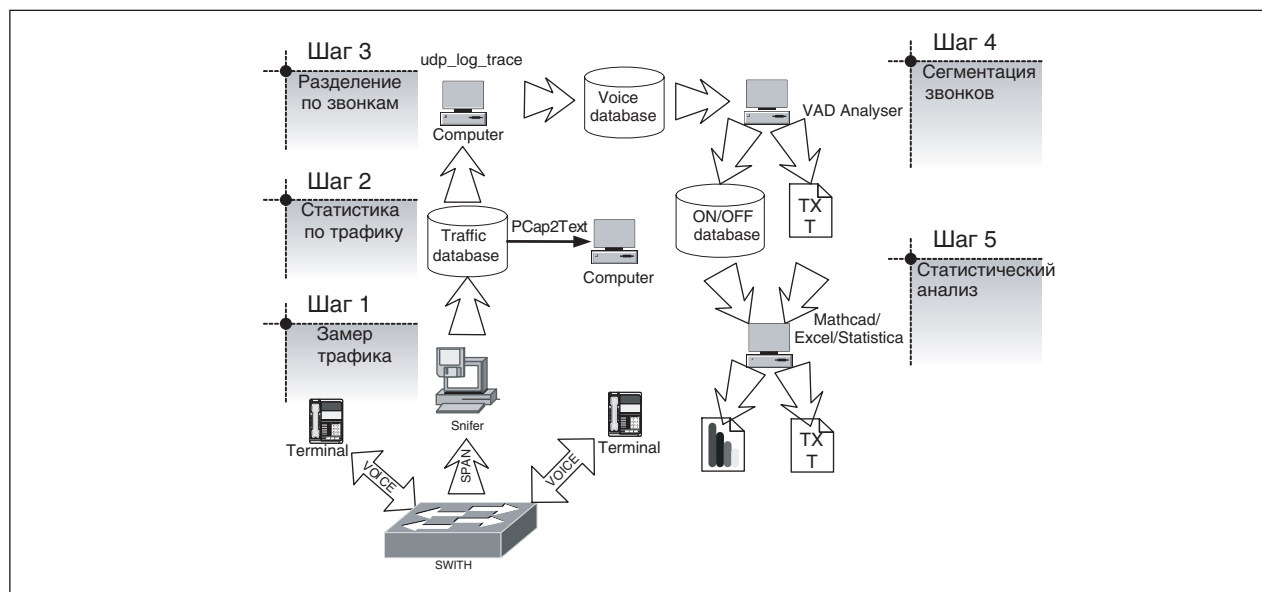 Шаг 3
Разделение
по звонкам
udp_log_trace
Computer
Voice
database
VAD Analyser
Шаг 4
Сегментация
звонков
Шаг 2
Статистика
по трафику
Traffic
database
PCap2Text
Computer
ON/OFF
database
TX
T
Шаг 5
Статистический
анализ
Шаг 1
Замер
трафика
Snifer
Mathcad/
Excel/Statistica
Terminal
Terminal
TX
T
VOICE
SPAN
VOICE
SWITH